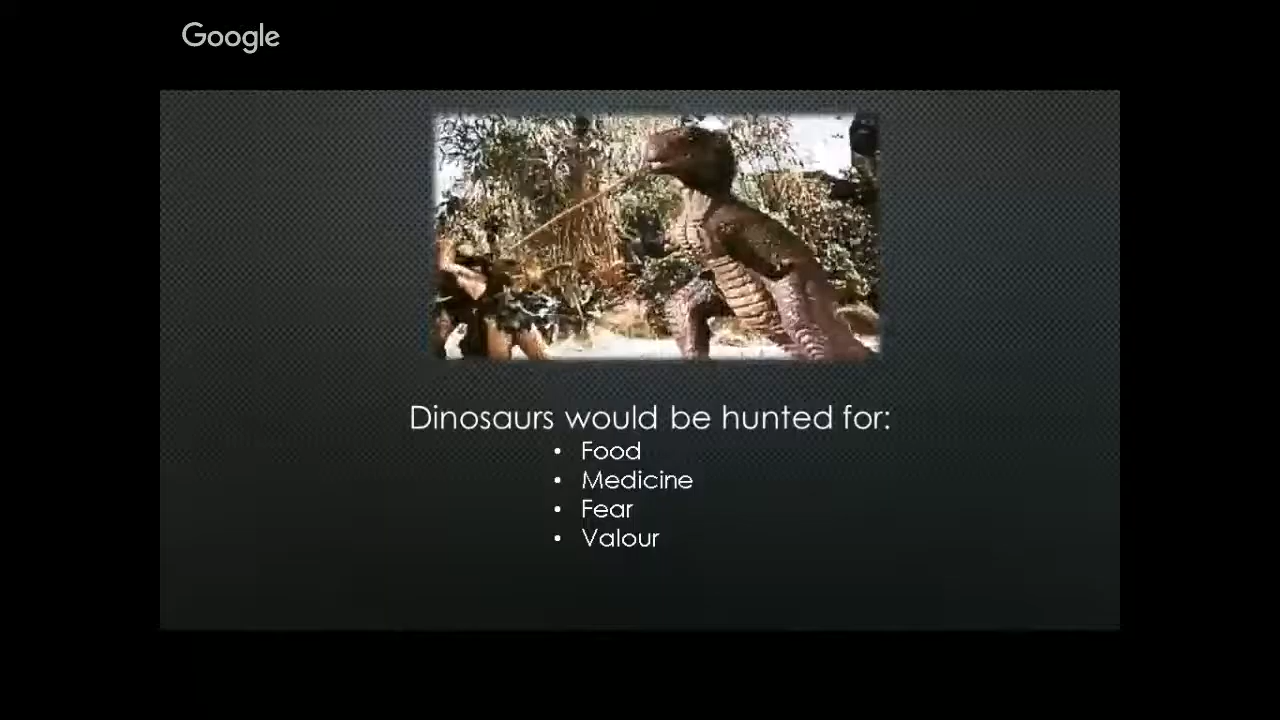 Google
Dinosaurs would be hunted for:
• Food
• Medicine
• Fear
• Valour